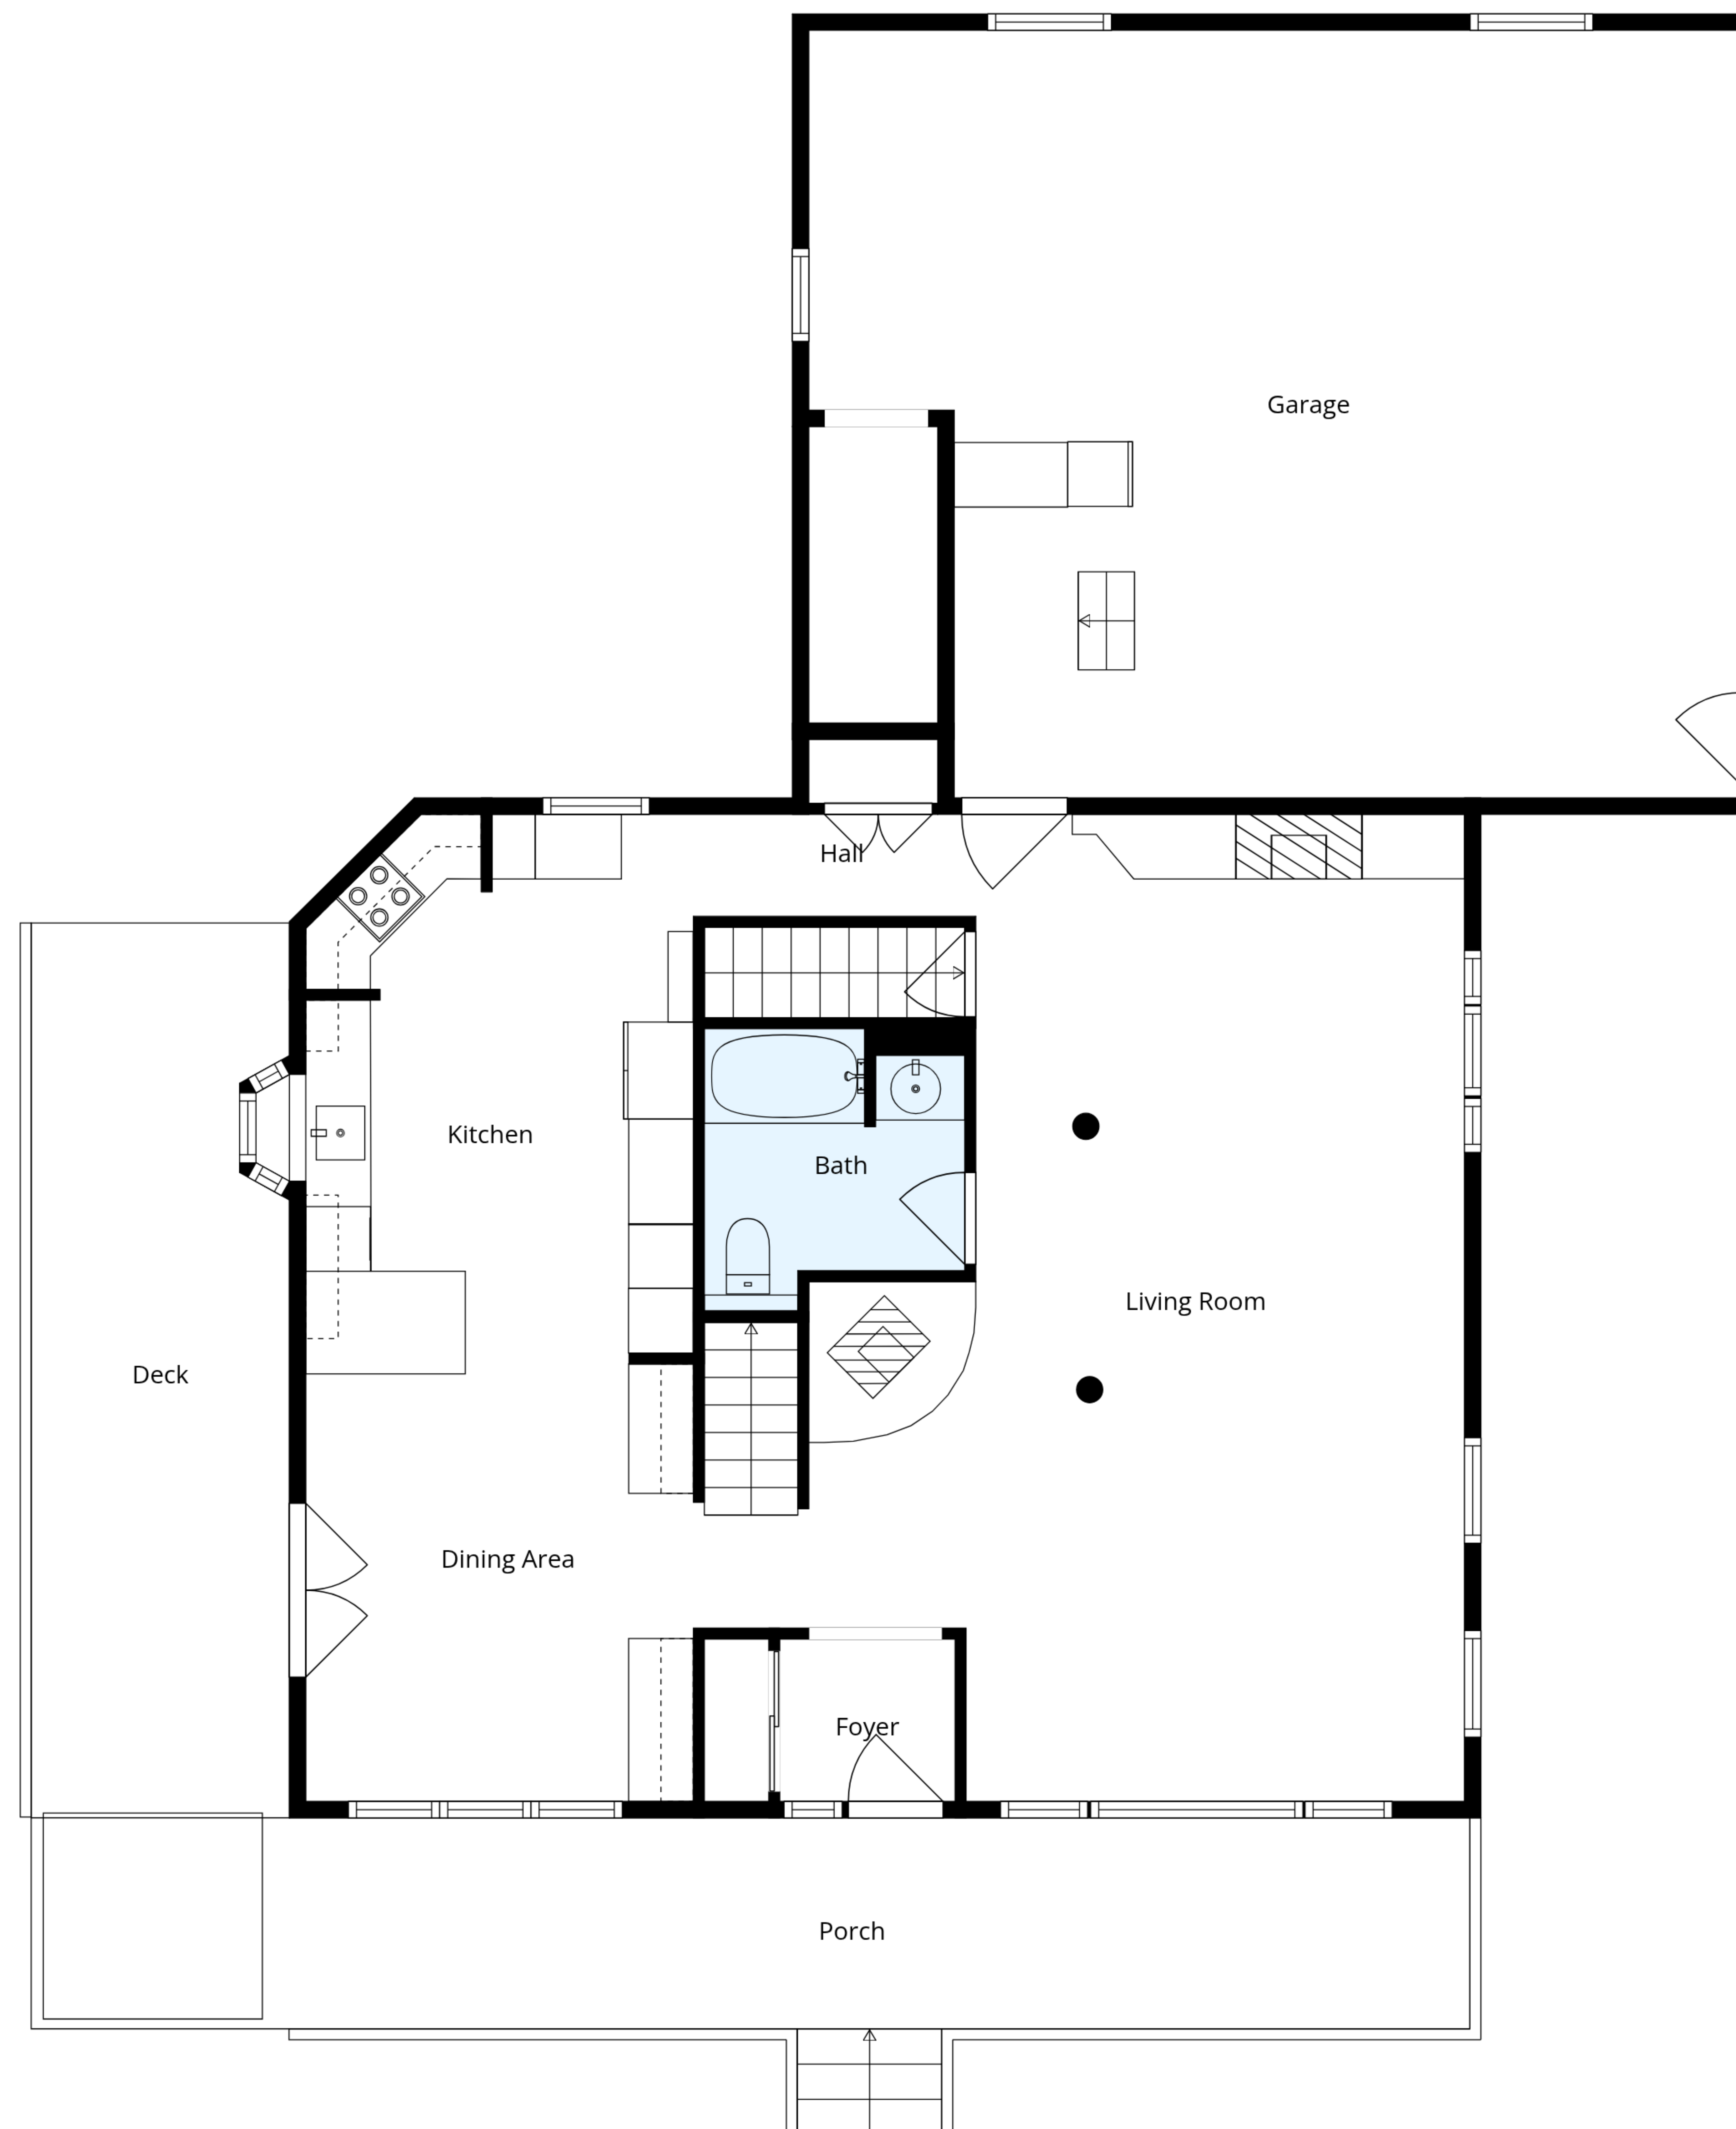 Garage
Hall
Kitchen
Bath
Living Room
Deck
Dining Area
Foyer
Porch